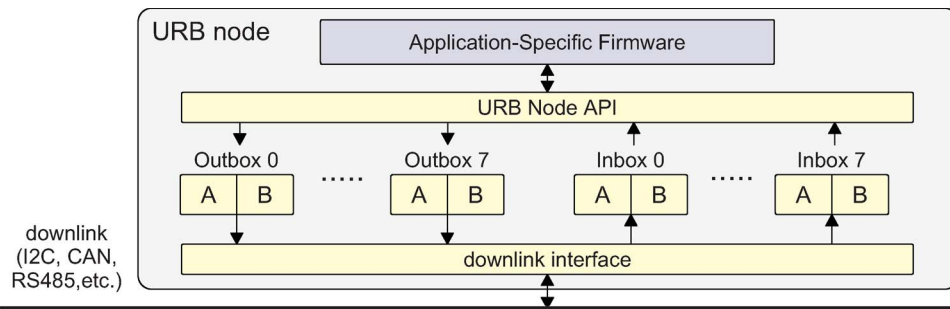 URB node
Application-Specific Firmware
URB Node API
Outbox 0 ..... Outbox 7 Inbox 0 ..... Inbox 7
A B A B A B A B
downlink
(I2C, CAN,
RS485,etc.)
downlink interface